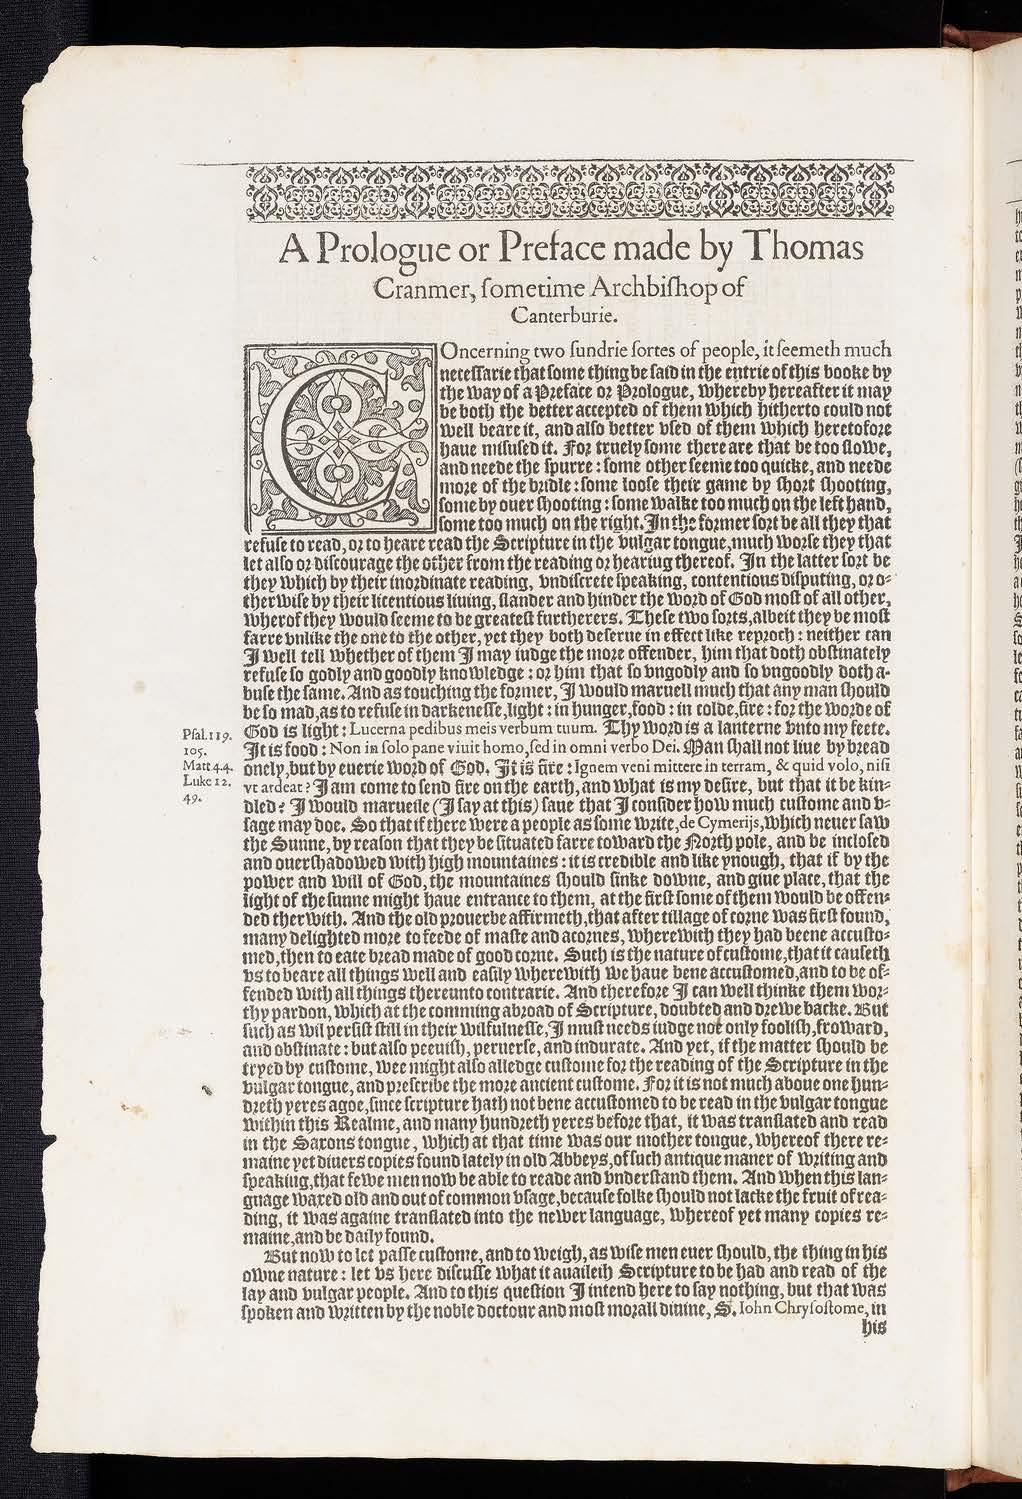 A Prologue or Preface made by Thomas
Cranmer, ſometime Archbiſhop of
Canterburie.
COncerning two ſundrie ſortes of people, it ſeemeth much
neceſſarie that ſome thing be ſaid in the entrie of this booke by
the way of a Preface or Prologue, whereby hereafter it may
be both the better accepted of them which hitherto could not
well beare it, and alſo better vſed of them which heretofore
haue miſuſed it. For truely ſome there are that be too ſlowe,
and neede the ſpurre : ſome other ſeeme too quicke, and neede
more of the bridle : ſome looſe their game by ſhort ſhooting,
ſome by ouer ſhooting : ſome walke too much on the left hand,
ſome too much on the right. In the former ſort be all they that
refuſe to read, or to heare read the Scripture in the vulgar tongue, much worſe they that
let alſo or diſcourage the other from the reading or hearing thereof. In the latter ſort be
they which by their inordinate reading, vndiſcrete ſpeaking, contentious diſputing, or o-
therwiſe by their licentious liuing, ſlander and hinder the word of God moſt of all other,
wherof they would ſeeme to be greateſt furtherers. Theſe two ſorts, albeit they be moſt
farre vnlike the one to the other, yet they both deſerue in effect like reproch : neither can
I well tell whether of them I may iudge the more offender, him that doth obſtinately
refuſe ſo godly and goodly knowledge : or him that ſo vngodly and ſo vngoodly doth a-
buſe the ſame. And as touching the former, I would maruell much that any man ſhould
be ſo mad, as to refuſe in darkeneſſe, light : in hunger, food : in colde, fire : for the worde of
Pſal.119.
105.
Matt 4.4.
Luke 12.
49.
God is light : Lucerna pedibus meis verbum tuum. Thy word is a lanterne vnto my feete.
It is food : Non in ſolo pane viuit homo, ſed in omni verbo Dei. Man ſhall not liue by bread
onely, but by euerie word of God. It is fire : Ignem veni mittere in terram, & quid volo, niſi
vt ardeat ? I am come to ſend fire on the earth, and what is my deſire, but that it be kin-
dled ? I would maruelle (I ſay at this) ſaue that I conſider how much cuſtome and v-
ſage may doe. So that if there were a people as ſome write, de Cymerijs, which neuer ſaw
the Sunne, by reaſon that they be ſituated farre toward the North pole, and be incloſed
and ouerſhadowed with high mountaines : it is credible and like ynough, that if by the
power and will of God, the mountaines ſhould ſinke downe, and giue place, that the
light of the ſunne might haue entrance to them, at the firſt ſome of them would be offen-
ded therwith. And the old prouerbe affirmeth, that after tillage of corne was firſt found,
many delighted more to feede of maſte and acornes, wherewith they had beene accuſto-
med, then to eate bread made of good corne. Such is the nature of cuſtome, that it cauſeth
vs to beare all things well and eaſily wherewith we haue bene accuſtomed, and to be of-
fended with all things thereunto contrarie. And therefore I can well thinke them wor-
thy pardon, which at the comming abroad of Scripture, doubted and drewe backe. But
ſuch as wil perſiſt ſtill in their wilfulneſſe, I muſt needs iudge not only fooliſh, froward,
and obſtinate : but alſo peeuiſh, peruerſe, and indurate. And yet, if the matter ſhould be
tryed by cuſtome, wee might alſo alledge cuſtome for the reading of the Scripture in the
vulgar tongue, and preſcribe the more ancient cuſtome. For it is not much aboue one hun-
dreth yeres agoe, ſince ſcripture hath not bene accuſtomed to be read in the vulgar tongue
within this Realme, and many hundreth yeres before that, it was tranſlated and read
in the Saxons tongue, which at that time was our mother tongue, whereof there re-
maine yet diuers copies found lately in old Abbeys, of ſuch antique maner of writing and
ſpeaking, that fewe men now be able to reade and vnderſtand them. And when this lan-
guage waxed old and out of common vſage, becauſe folke ſhould not lacke the fruit of rea-
ding, it was againe tranſlated into the newer language, whereof yet many copies re-
maine, and be daily found.
But now to let paſſe cuſtome, and to weigh, as wiſe men euer ſhould, the thing in his
owne nature : let vs here diſcuſſe what it auaileth Scripture to be had and read of the
lay and vulgar people. And to this queſtion I intend here to ſay nothing, but that was
ſpoken and written by the noble doctour and moſt morall diuine, S. Iohn Chryſoſtome, in
his